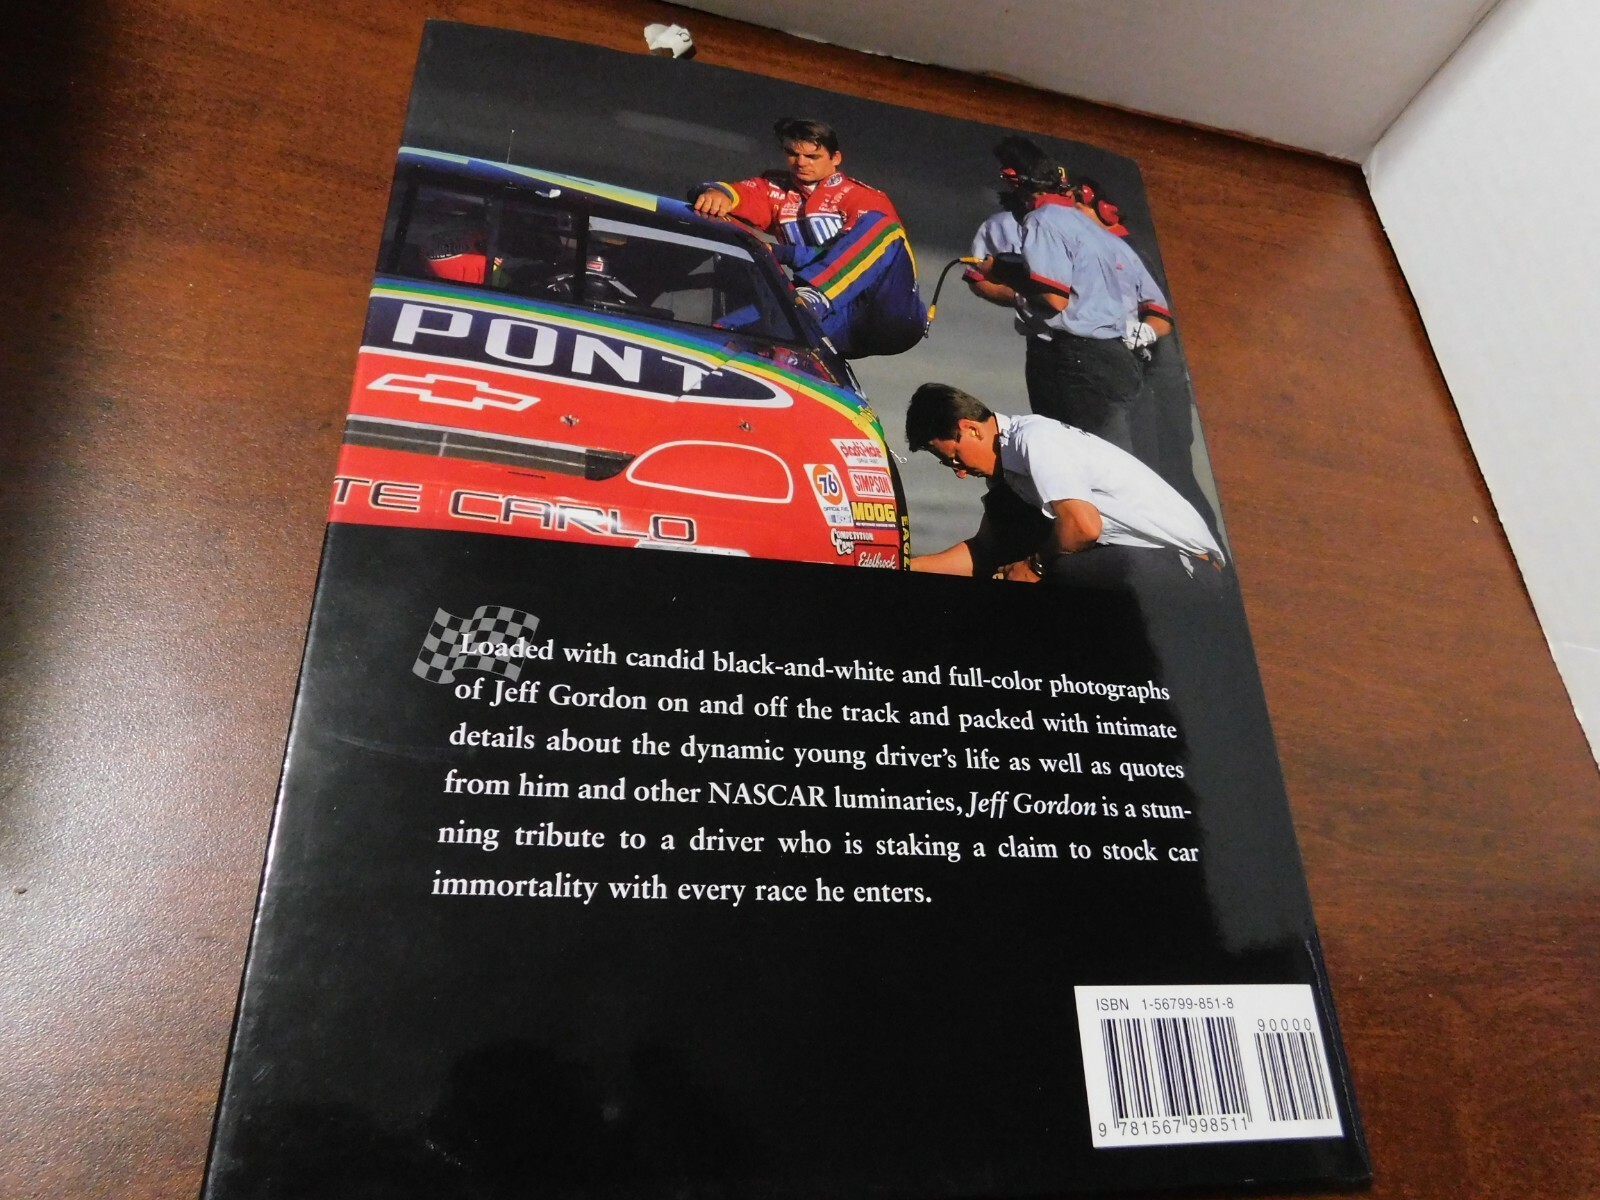 PONT
TE CARLO
76
SIMPSON
MOOG
COMPETITION
CAMS
Edelbrock
EAGL
Loaded with candid black-and-white and full-color photographs
of Jeff Gordon on and off the track and packed with intimate
details about the dynamic young driver's life as well as quotes
from him and other NASCAR luminaries, Jeff Gordon is a stun-
ning tribute to a driver who is staking a claim to stock car
immortality with every race he enters.
ISBN 1-56799-851-8
90000
9 781567 998511